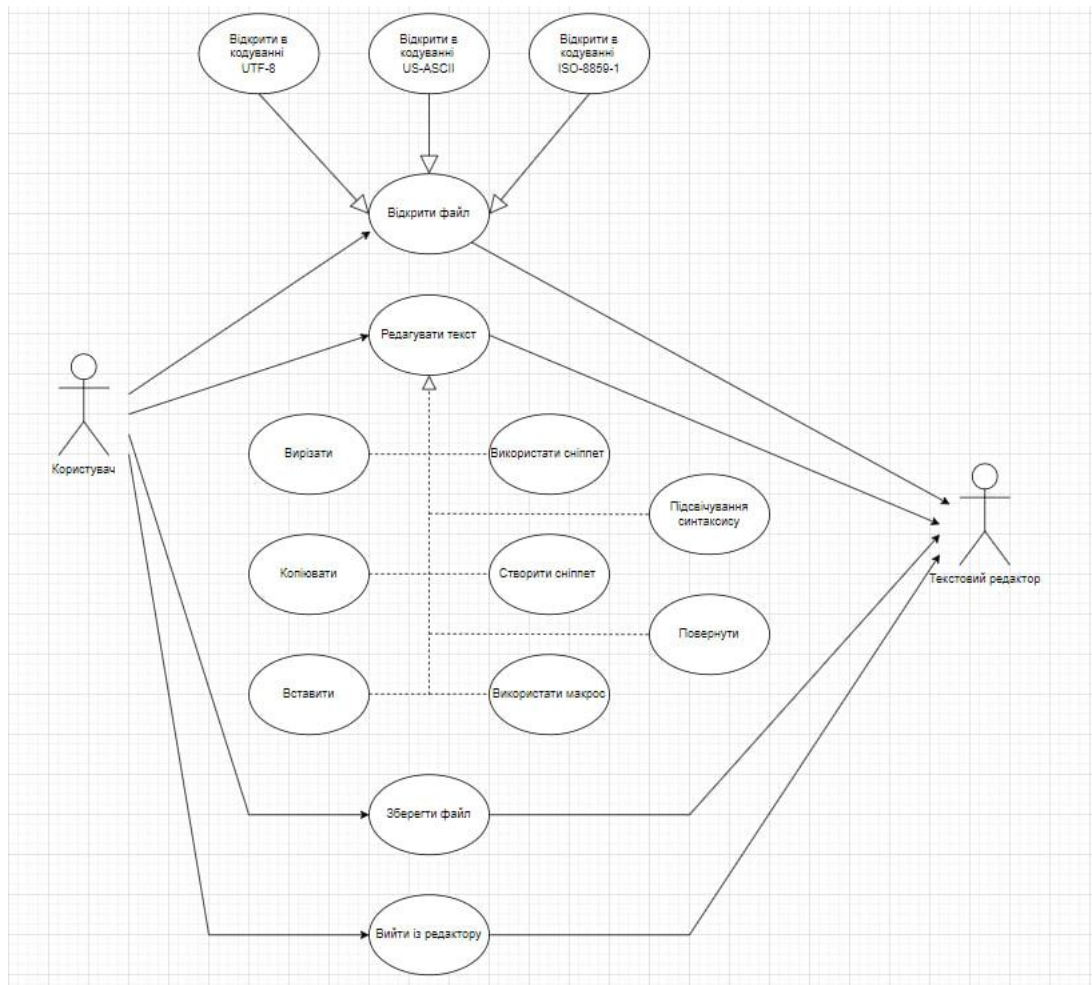 Відкрити в
кодуванні
UTF-8
Відкрити в
кодуванні
US-ASCII
Відкрити в
кодуванні
ISO-8859-1
Відкрити файл
Редагувати текст
Користувач
Вирізати
Використати сніппет
Підсвічування
синтаксису
Текстовий редактор
Копіювати
Створити сніппет
Повернути
Вставити
Використати макрос
Зберегти файл
Вийти із редактору